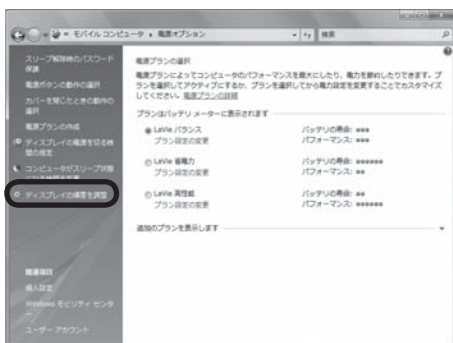 モバイル コンピュータ ▸ 電源オプション
検索
スリープ解除時のパスワード
保護
電源ボタンの動作の選択
カバーを閉じたときの動作の
選択
電源プランの作成
ディスプレイの電源を切る時
間の指定
コンピュータがスリープ状態
になる時間を変更
ディスプレイの輝度を調整
関連項目
個人設定
Windows モビリティ センタ
ー
ユーザー アカウント
電源プランの選択
電源プランによってコンピュータのパフォーマンスを最大にしたり、電力を節約したりできます。プ
ランを選択してアクティブにするか、プランを選択してから電力設定を変更することでカスタマイズ
してください。電源プランの詳細
プランはバッテリ メーターに表示されます
LaVie バランス
プラン設定の変更
バッテリの寿命:
パフォーマンス:
LaVie 省電力
プラン設定の変更
バッテリの寿命:
パフォーマンス:
LaVie 高性能
プラン設定の変更
バッテリの寿命:
パフォーマンス:
追加のプランを表示します